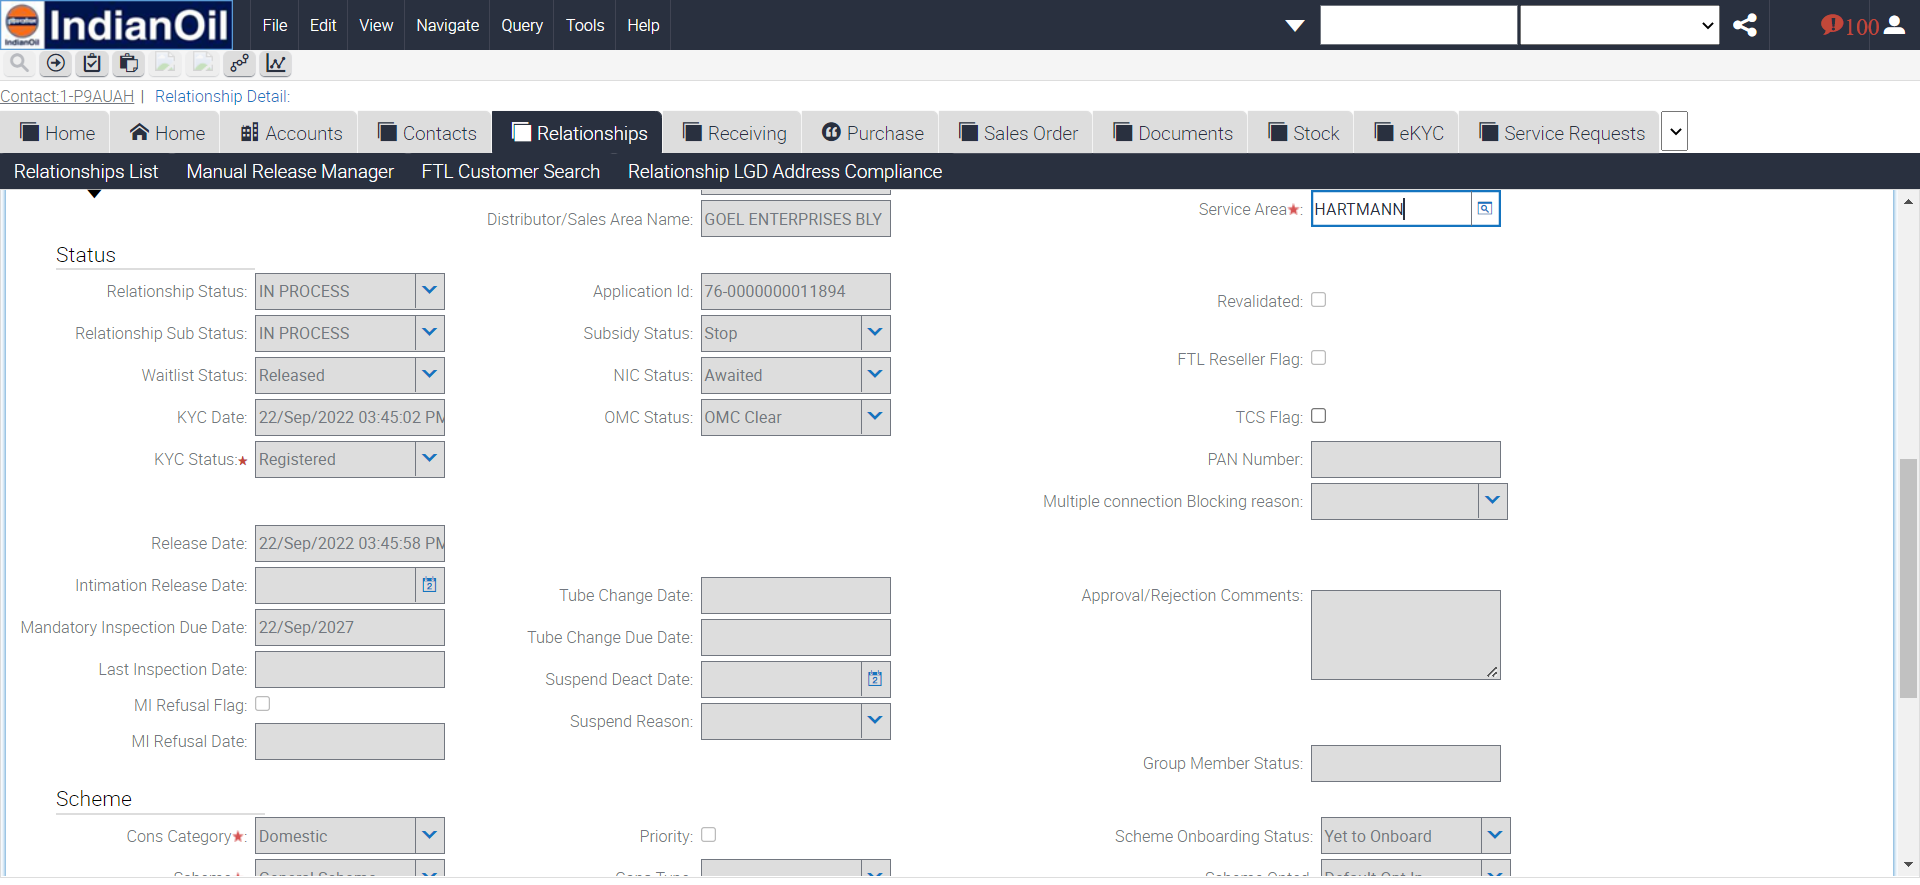 IndianOil
IndianOil
File Edit View Navigate Query Tools Help
100
Contact:1-P9AUAH | Relationship Detail:
Home Home Accounts Contacts Relationships Receiving Purchase Sales Order Documents Stock eKYC Service Requests
Relationships List Manual Release Manager FTL Customer Search Relationship LGD Address Compliance
Distributor/Sales Area Name: GOEL ENTERPRISES BLY
Service Area★: HARTMANN
Status
Relationship Status: IN PROCESS
Application Id: 76-0000000011894
Revalidated:
Relationship Sub Status: IN PROCESS
Subsidy Status: Stop
FTL Reseller Flag:
Waitlist Status: Released
NIC Status: Awaited
KYC Date: 22/Sep/2022 03:45:02 PM
OMC Status: OMC Clear
TCS Flag:
KYC Status:★ Registered
PAN Number:
Multiple connection Blocking reason:
Release Date: 22/Sep/2022 03:45:58 PM
Intimation Release Date:
Tube Change Date:
Approval/Rejection Comments:
Mandatory Inspection Due Date: 22/Sep/2027
Tube Change Due Date:
Last Inspection Date:
Suspend Deact Date:
MI Refusal Flag:
Suspend Reason:
MI Refusal Date:
Group Member Status:
Scheme
Cons Category★: Domestic
Priority:
Scheme Onboarding Status: Yet to Onboard